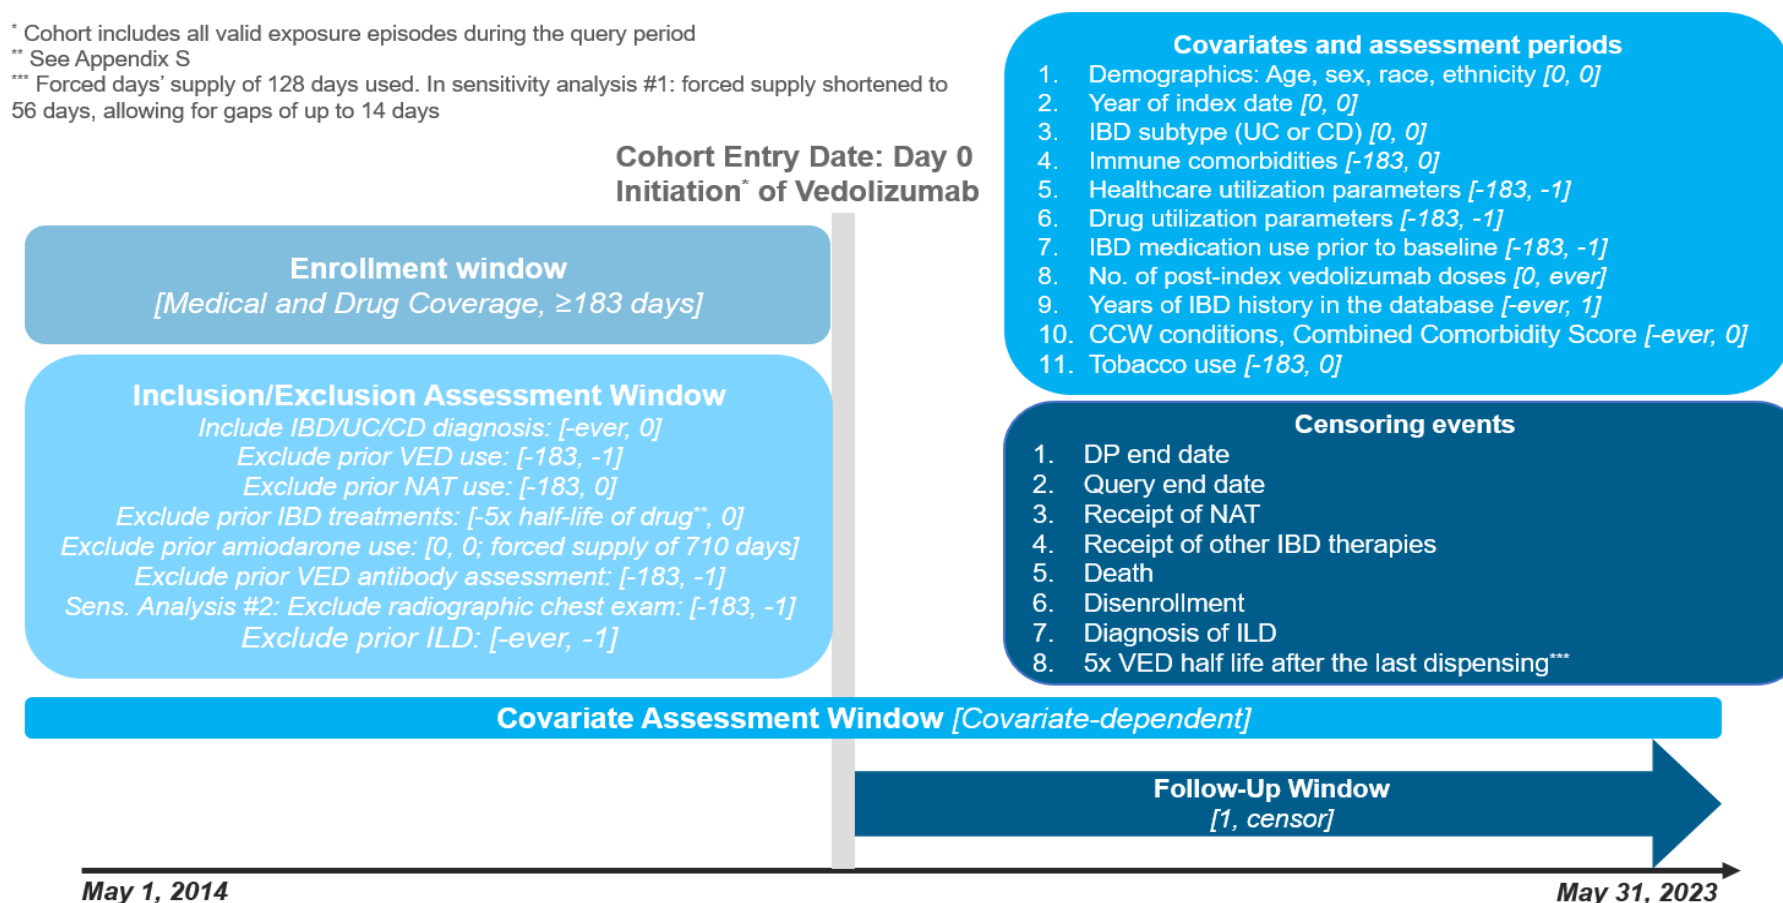 * Cohort includes all valid exposure episodes during the query period
** See Appendix S
*** Forced days' supply of 128 days used. In sensitivity analysis #1: forced supply shortened to
56 days, allowing for gaps of up to 14 days
Cohort Entry Date: Day 0
Initiation* of Vedolizumab
Enrollment window
[Medical and Drug Coverage, ≥183 days]
Inclusion/Exclusion Assessment Window
Include IBD/UC/CD diagnosis: [-ever, 0]
Exclude prior VED use: [-183, -1]
Exclude prior NAT use: [-183, 0]
Exclude prior IBD treatments: [-5x half-life of drug**, 0]
Exclude prior amiodarone use: [0, 0; forced supply of 710 days]
Exclude prior VED antibody assessment: [-183, -1]
Sens. Analysis #2: Exclude radiographic chest exam: [-183, -1]
Exclude prior ILD: [-ever, -1]
Covariates and assessment periods
1. Demographics: Age, sex, race, ethnicity [0, 0]
2. Year of index date [0, 0]
3. IBD subtype (UC or CD) [0, 0]
4. Immune comorbidities [-183, 0]
5. Healthcare utilization parameters [-183, -1]
6. Drug utilization parameters [-183, -1]
7. IBD medication use prior to baseline [-183, -1]
8. No. of post-index vedolizumab doses [0, ever]
9. Years of IBD history in the database [-ever, 1]
10. CCW conditions, Combined Comorbidity Score [-ever, 0]
11. Tobacco use [-183, 0]
Censoring events
1. DP end date
2. Query end date
3. Receipt of NAT
4. Receipt of other IBD therapies
5. Death
6. Disenrollment
7. Diagnosis of ILD
8. 5x VED half life after the last dispensing***
Covariate Assessment Window [Covariate-dependent]
Follow-Up Window
[1, censor]
May 1, 2014
May 31, 2023